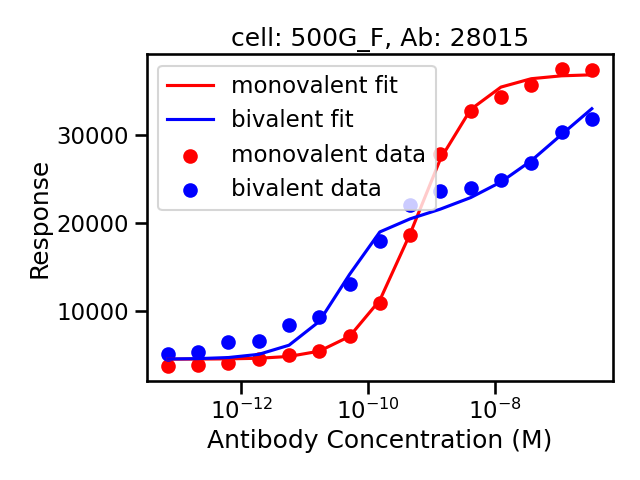 cell: 500G_F, Ab: 28015
monovalent fit
bivalent fit
monovalent data
bivalent data
Response
30000
20000
10000
10⁻¹² 10⁻¹⁰ 10⁻⁸
Antibody Concentration (M)